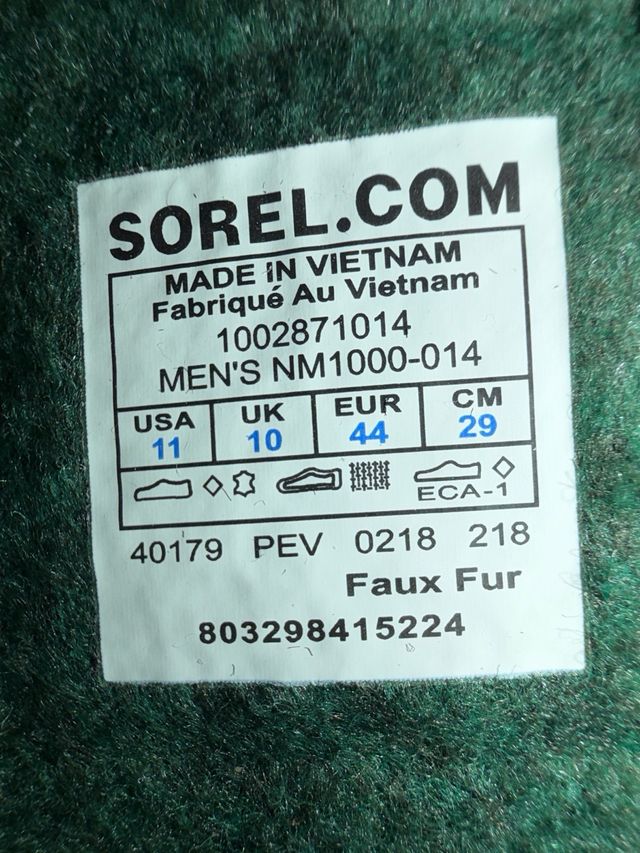 SOREL.COM
MADE IN VIETNAM
Fabriqué Au Vietnam
1002871014
MEN'S NM1000-014
USA UK EUR CM
11 10 44 29
ECA-1
40179 PEV 0218 218
Faux Fur
803298415224